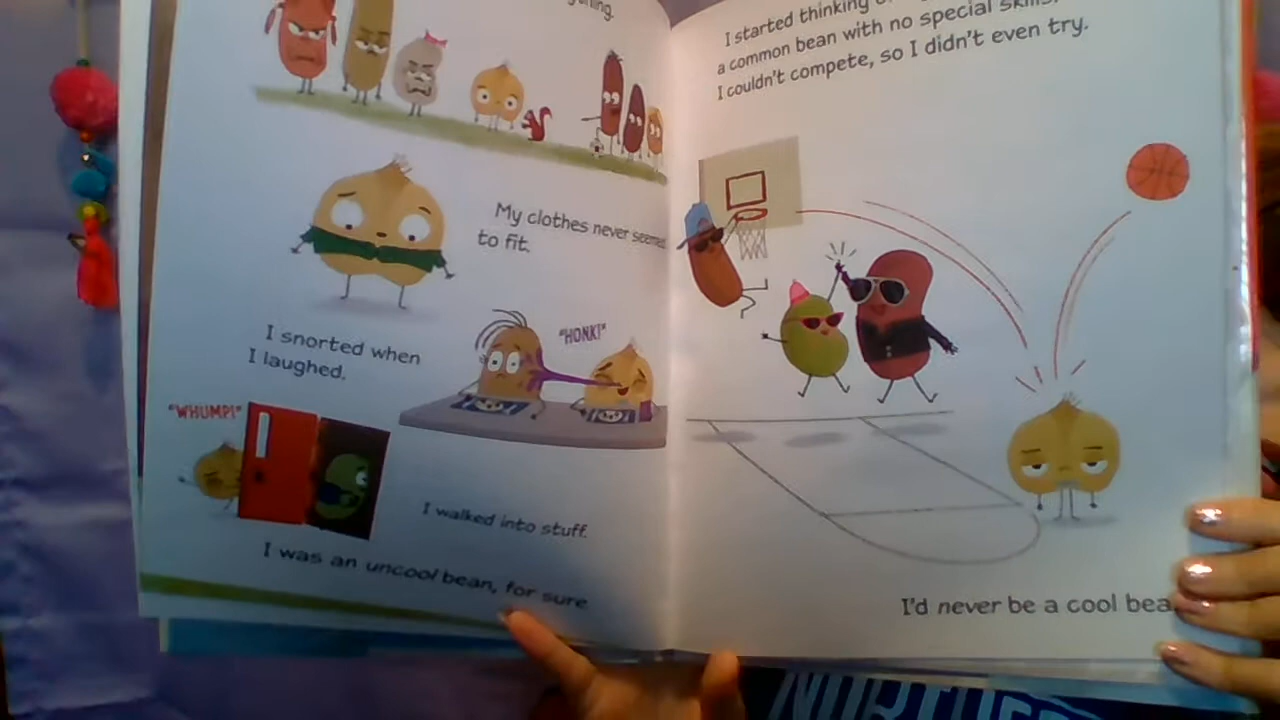 My clothes never seemed
to fit.
I snorted when
I laughed.
"HONK!"
"WHUMP!"
I walked into stuff.
I was an uncool bean, for sure
I started thinking
a common bean with no special skills,
I couldn't compete, so I didn't even try.
I'd never be a cool bea